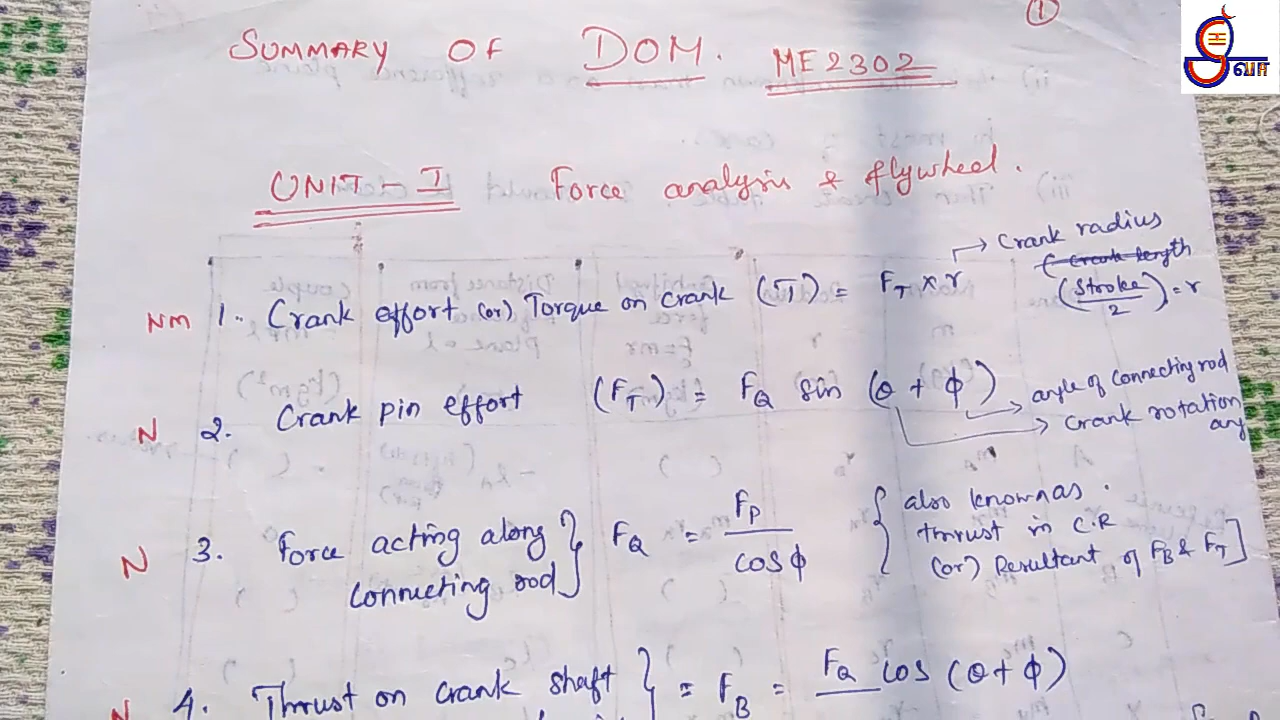 ①
SUMMARY OF DOM. ME2302
UNIT - I Force analysis & flywheel.
Nm 1. Crank effort (or) Torque on crank (T) = F_T × r → Crank radius
(Crank length
(Stroke/2) = r
N 2. Crank pin effort (F_T) = F_Q sin (θ + ϕ) → angle of connecting rod
→ Crank rotation
ang
N 3. Force acting along connecting rod } F_Q = F_P / cos ϕ { also known as.
thrust in C.R
(or) Resultant of F_B & F_T]
N 4. Thrust on crank shaft } = F_B = F_Q cos (θ + ϕ)